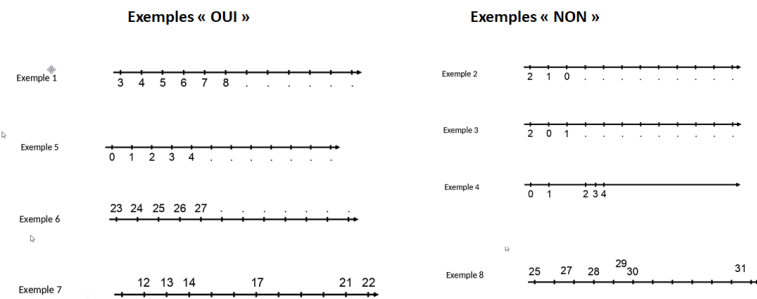 Exemples « OUI »
Exemple 1
3 4 5 6 7 8 . . . . . .
Exemple 5
0 1 2 3 4 . . . . . . .
Exemple 6
23 24 25 26 27 . . . . . . .
Exemple 7
12 13 14 17 21 22
Exemples « NON »
Exemple 2
2 1 0 . . . . . . . . .
Exemple 3
2 0 1 . . . . . . . . .
Exemple 4
0 1 2 3 4
Exemple 8
25 27 28 29 30 31